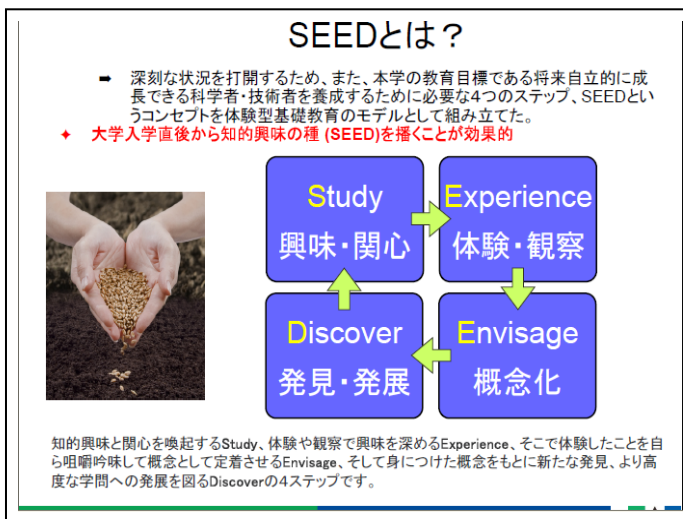 SEEDとは？
➡ 深刻な状況を打開するため、また、本学の教育目標である将来自立的に成
長できる科学者・技術者を養成するために必要な4つのステップ、SEEDとい
うコンセプトを体験型基礎教育のモデルとして組み立てた。
✦ 大学入学直後から知的興味の種 (SEED)を播くことが効果的
Study
興味・関心
Experience
体験・観察
Discover
発見・発展
Envisage
概念化
知的興味と関心を喚起するStudy、体験や観察で興味を深めるExperience、そこで体験したことを自
ら咀嚼吟味して概念として定着させるEnvisage、そして身につけた概念をもとに新たな発見、より高
度な学問への発展を図るDiscoverの4ステップです。